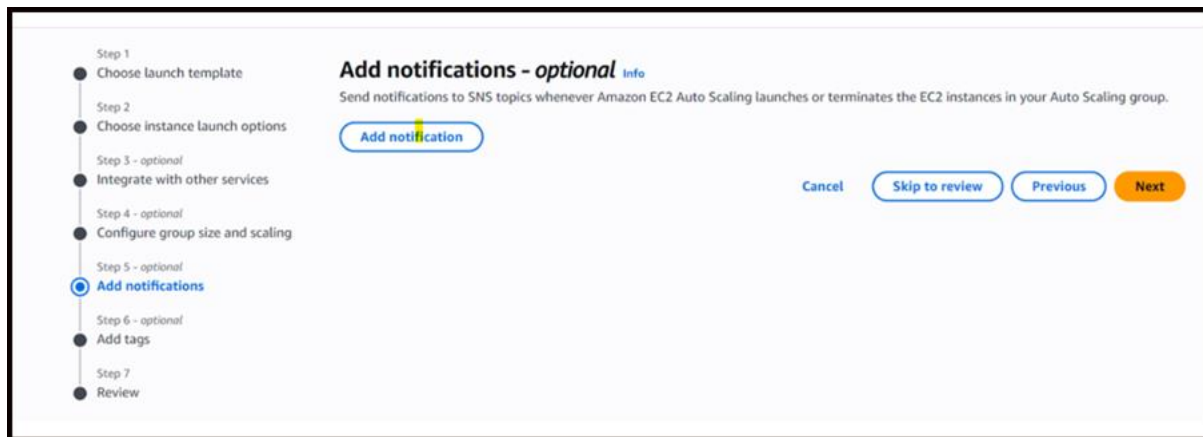 Step 1
Choose launch template
Step 2
Choose instance launch options
Step 3 - optional
Integrate with other services
Step 4 - optional
Configure group size and scaling
Step 5 - optional
Add notifications
Step 6 - optional
Add tags
Step 7
Review
Add notifications - optional Info
Send notifications to SNS topics whenever Amazon EC2 Auto Scaling launches or terminates the EC2 instances in your Auto Scaling group.
Add notification
Cancel Skip to review Previous Next